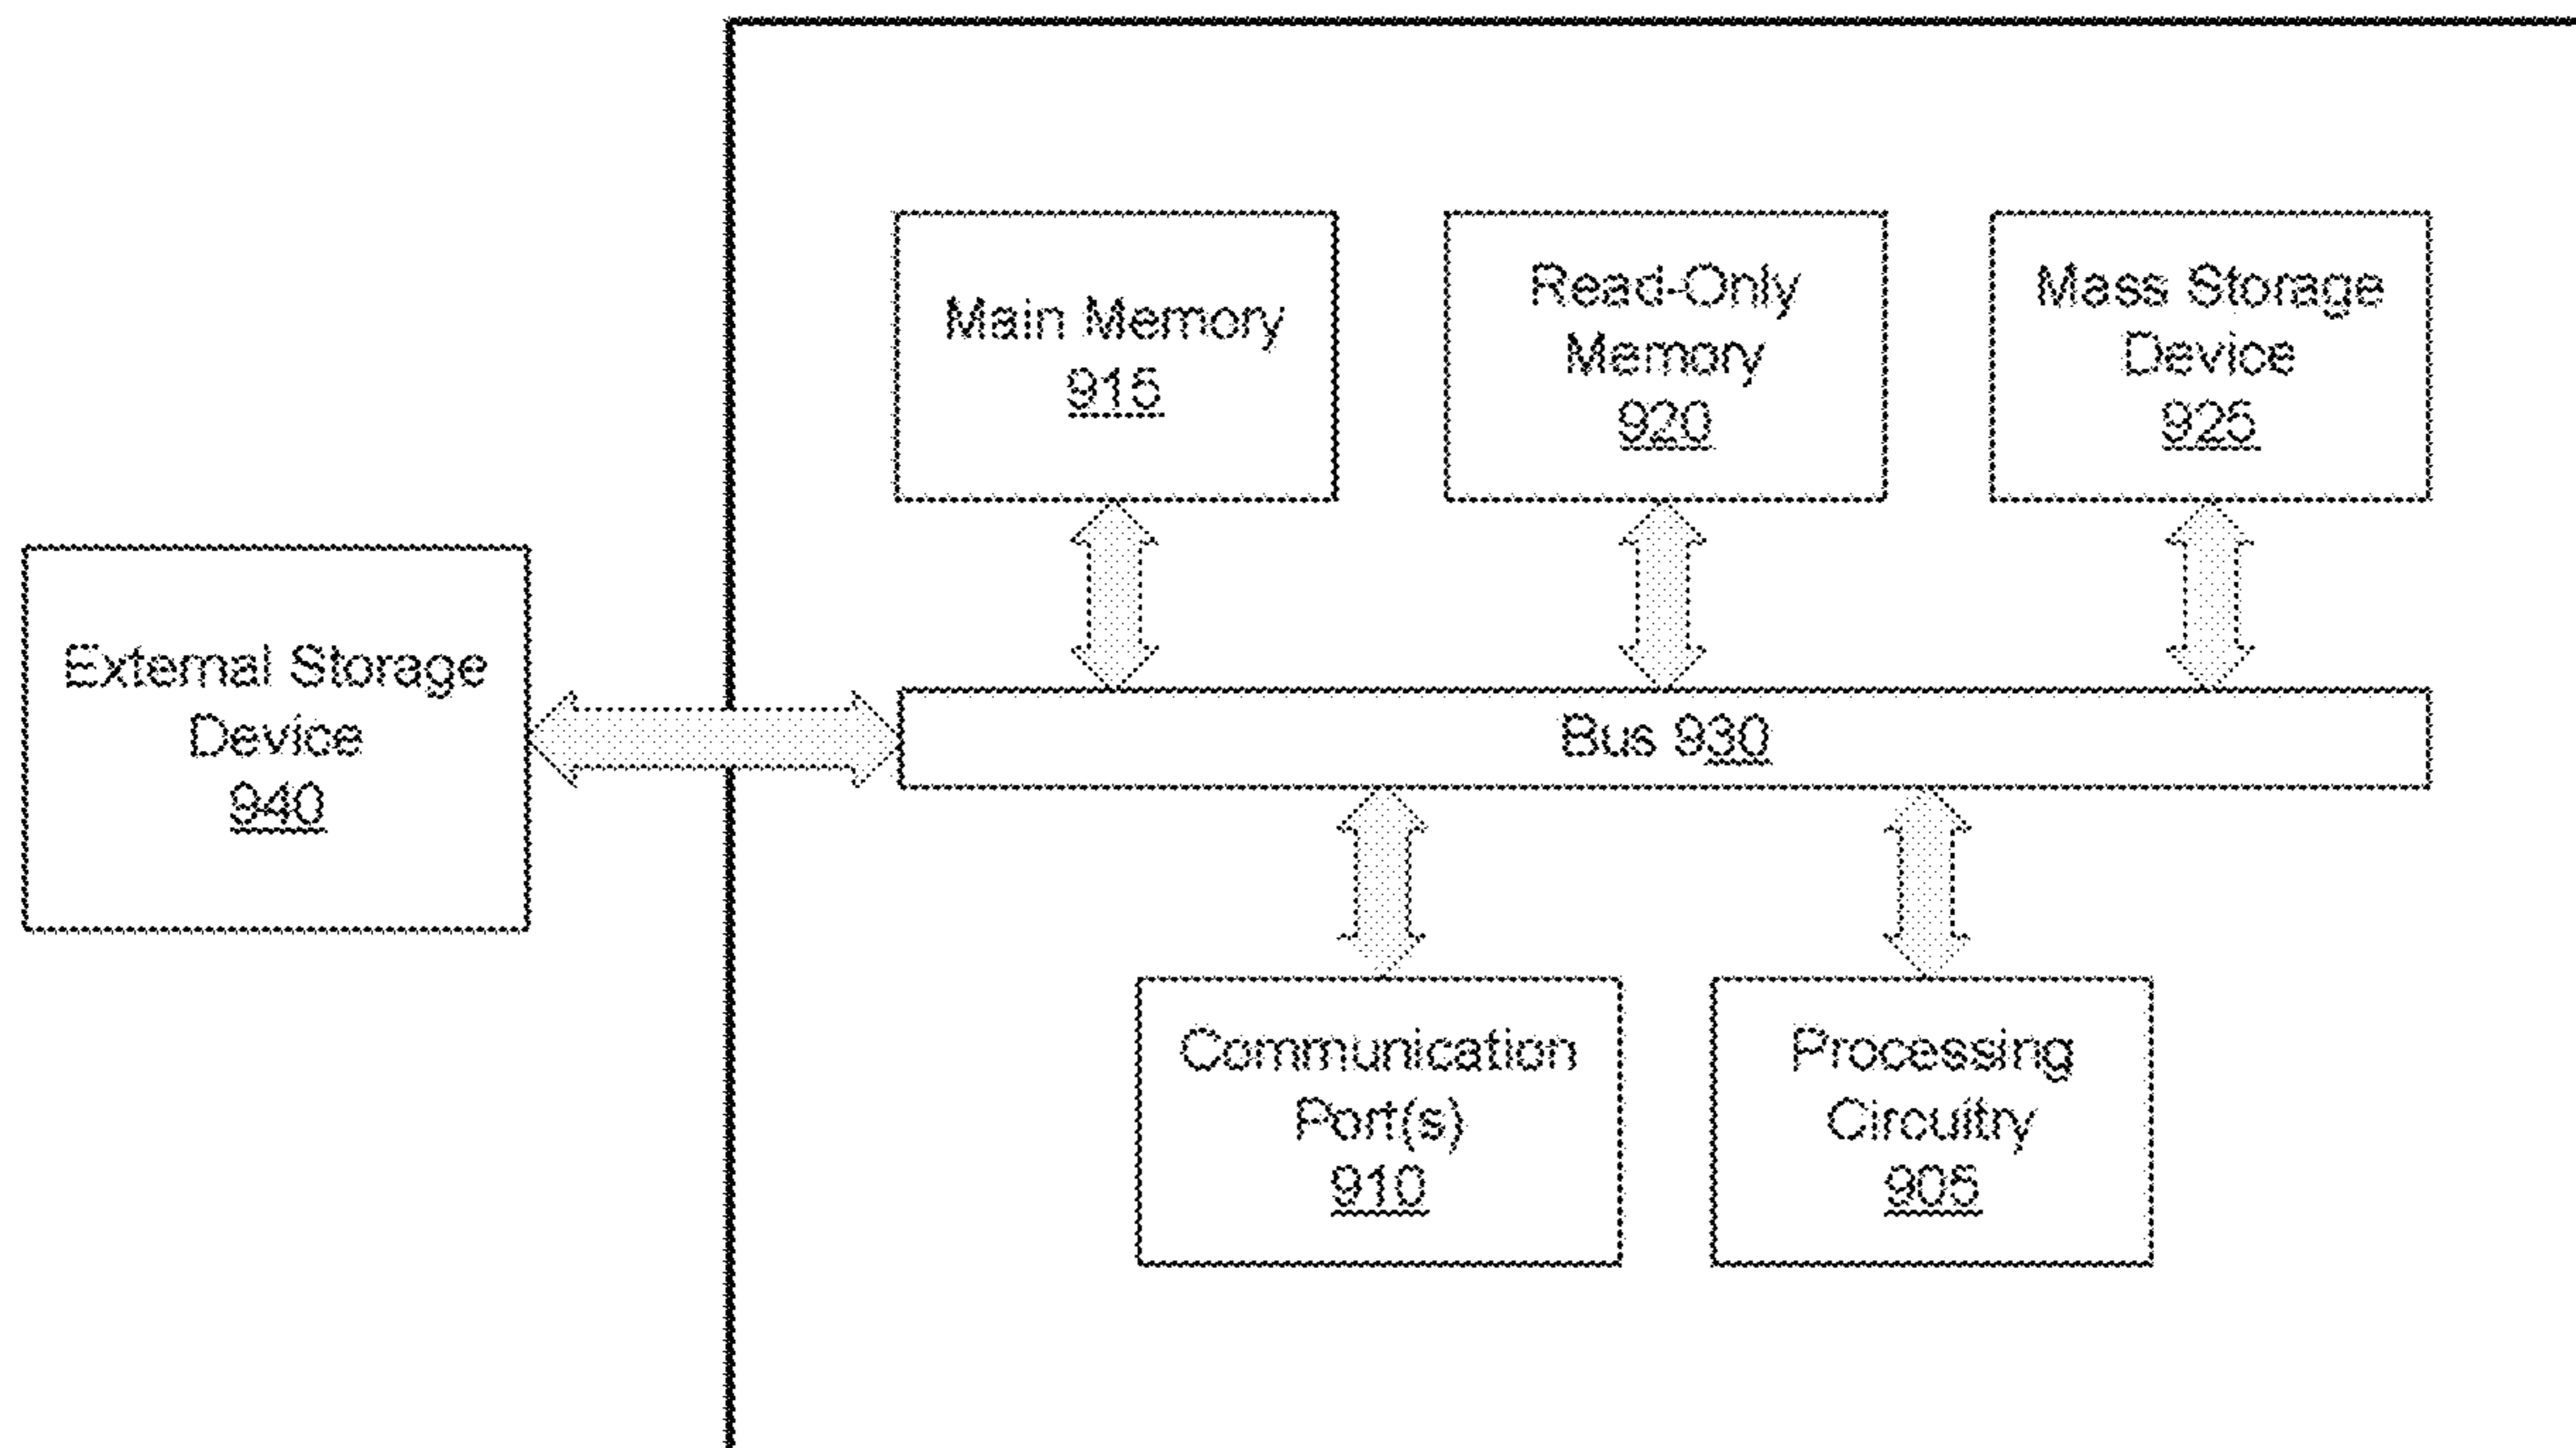 Main Memory
915
Read-Only
Memory
920
Mass Storage
Device
925
External Storage
Device
940
Bus 930
Communication
Port(s)
910
Processing
Circuitry
905